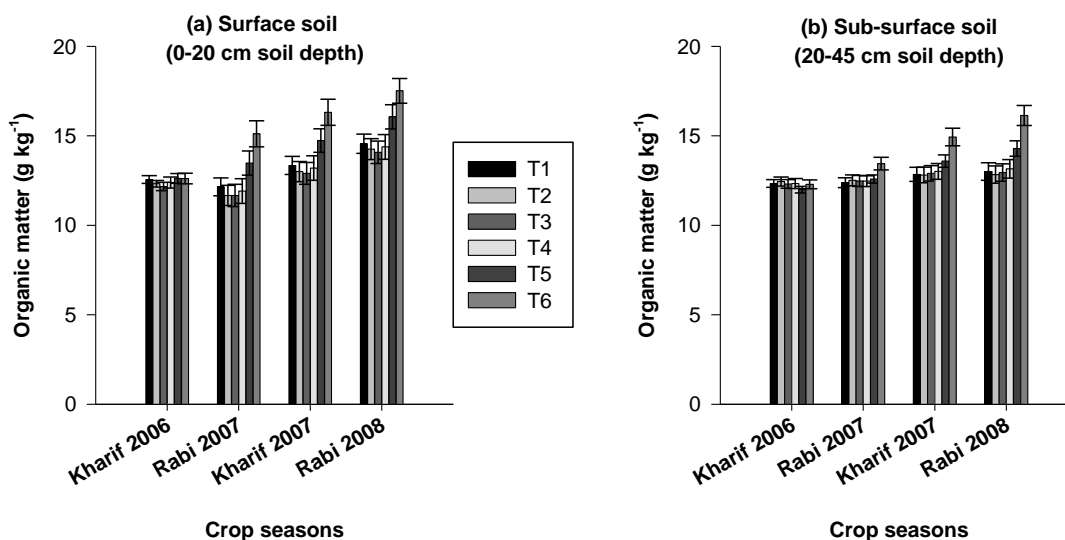 (a) Surface soil
(0-20 cm soil depth)
Organic matter (g kg-1)
20
15
10
5
0
Kharif 2006
Rabi 2007
Kharif 2007
Rabi 2008
Crop seasons
T1
T2
T3
T4
T5
T6
(b) Sub-surface soil
(20-45 cm soil depth)
Organic matter (g kg-1)
20
15
10
5
0
Kharif 2006
Rabi 2007
Kharif 2007
Rabi 2008
Crop seasons